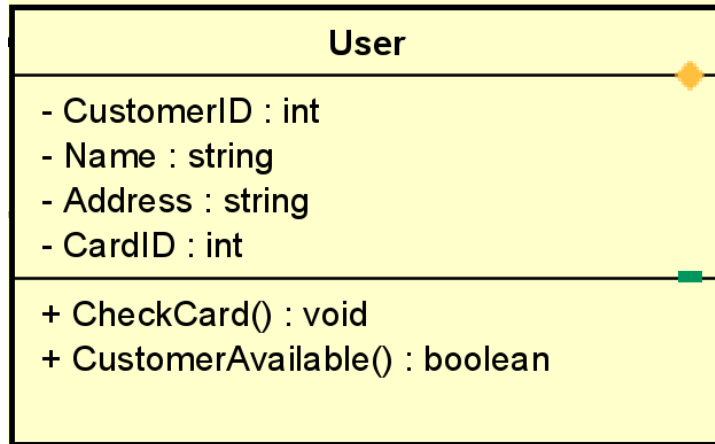 User
- CustomerID : int
- Name : string
- Address : string
- CardID : int
+ CheckCard() : void
+ CustomerAvailable() : boolean